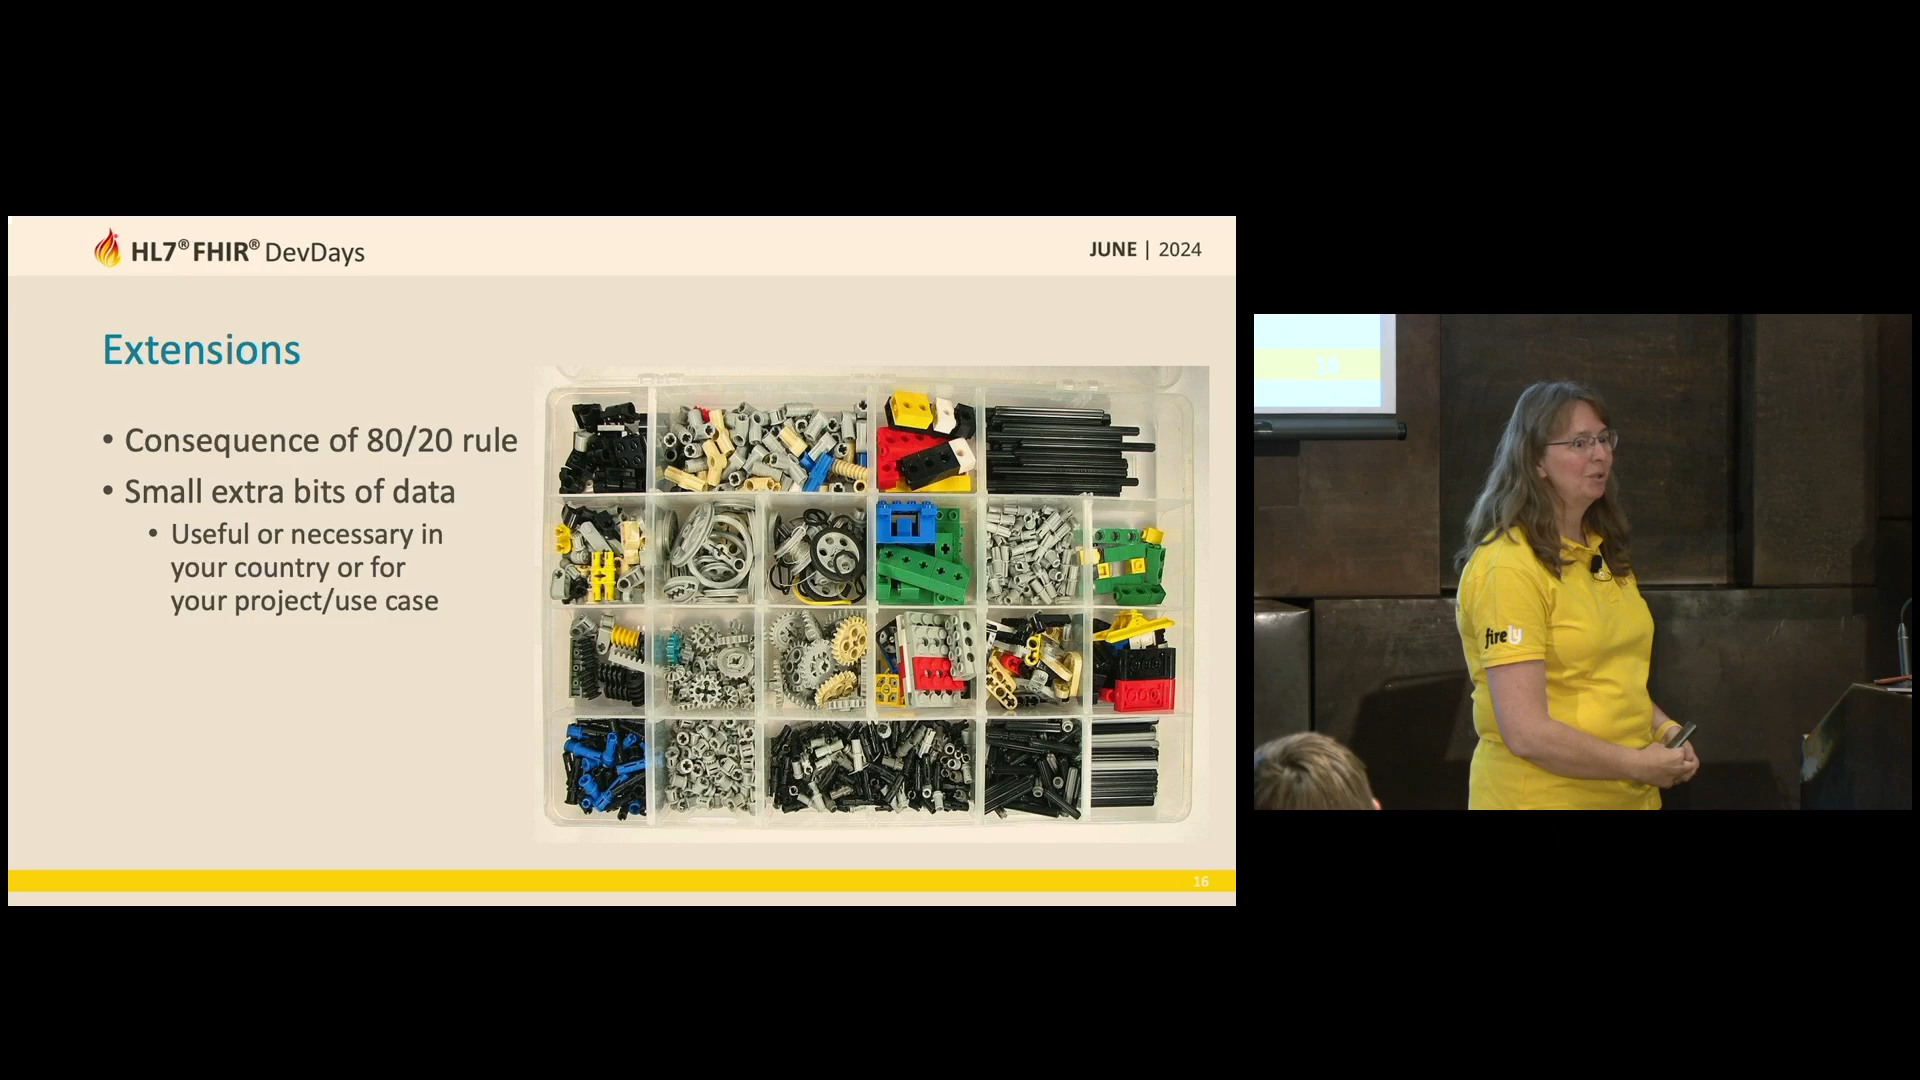 HL7® FHIR® DevDays
JUNE | 2024
Extensions
• Consequence of 80/20 rule
• Small extra bits of data
• Useful or necessary in
your country or for
your project/use case
16
firely